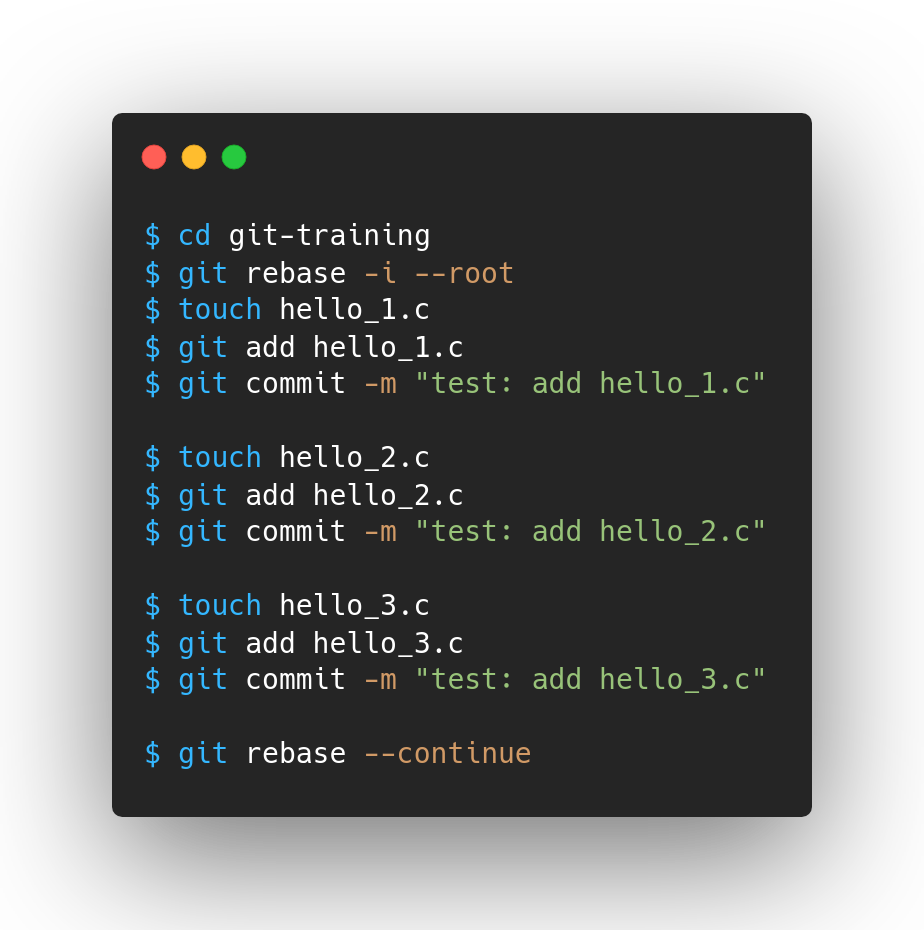 $ cd git-training
$ git rebase -i --root
$ touch hello_1.c
$ git add hello_1.c
$ git commit -m "test: add hello_1.c"
$ touch hello_2.c
$ git add hello_2.c
$ git commit -m "test: add hello_2.c"
$ touch hello_3.c
$ git add hello_3.c
$ git commit -m "test: add hello_3.c"
$ git rebase --continue